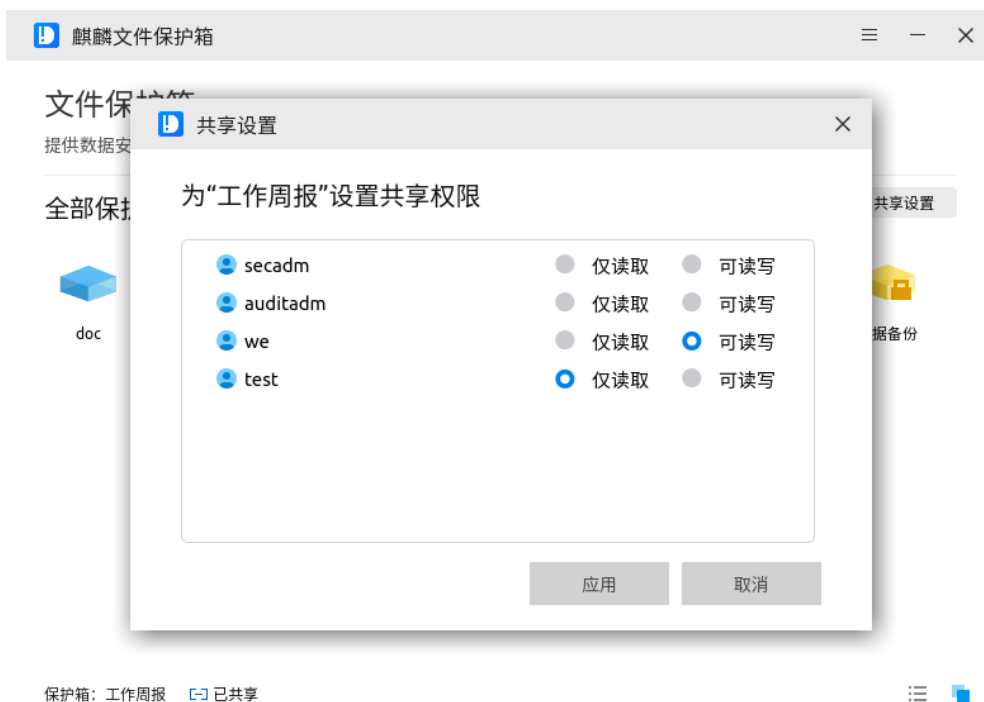 麒麟文件保护箱
文件保护箱
共享设置
提供数据安
为“工作周报”设置共享权限
全部保护
共享设置
secadm 仅读取 可读写
auditadm 仅读取 可读写
we 仅读取 可读写
test 仅读取 可读写
doc
据备份
应用 取消
保护箱：工作周报 已共享